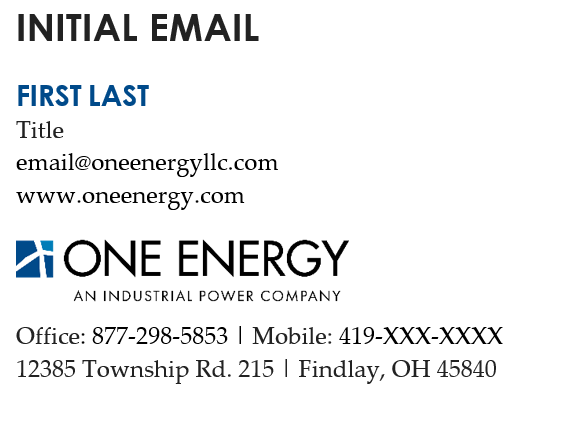 INITIAL EMAIL
FIRST LAST
Title
email@oneenergyllc.com
www.oneenergy.com
ONE ENERGY
AN INDUSTRIAL POWER COMPANY
Office: 877-298-5853 | Mobile: 419-XXX-XXXX
12385 Township Rd. 215 | Findlay, OH 45840